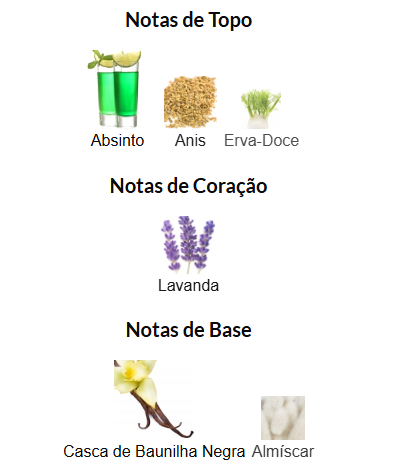 Notas de Topo
Absinto Anis Erva-Doce
Notas de Coração
Lavanda
Notas de Base
Casca de Baunilha Negra Almíscar